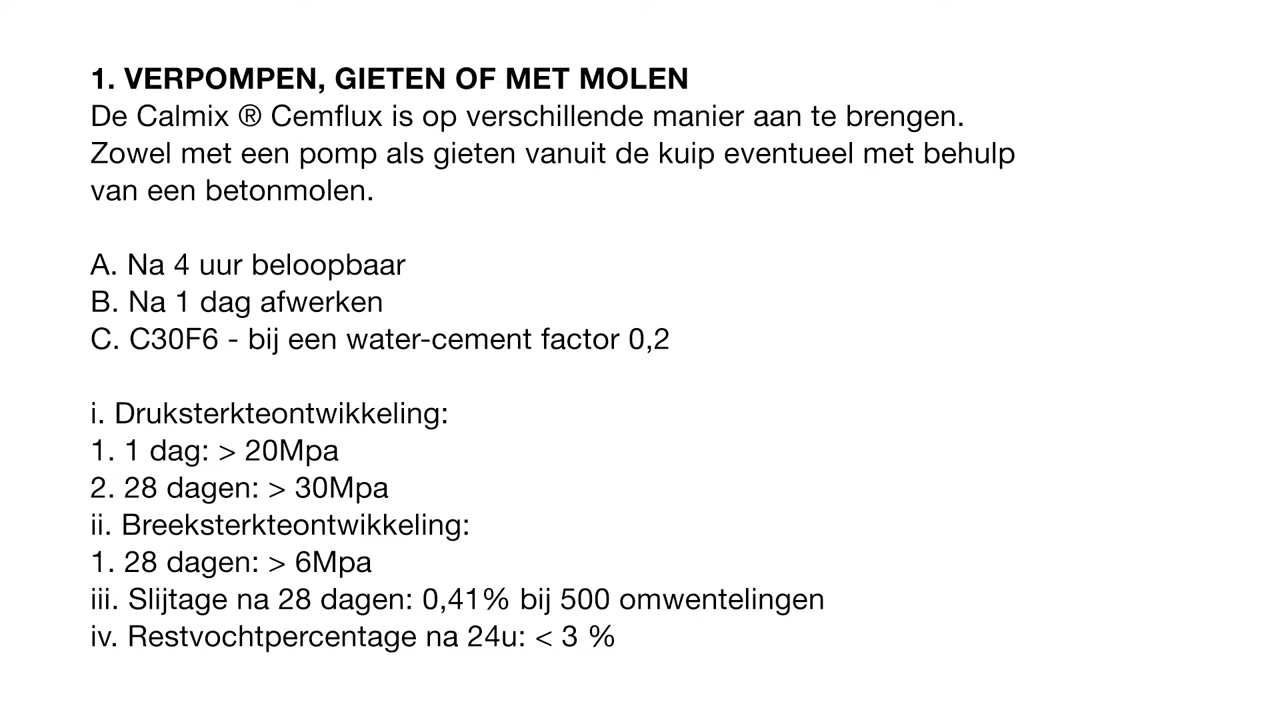 1. VERPOMPEN, GIETEN OF MET MOLEN
De Calmix ® Cemflux is op verschillende manier aan te brengen.
Zowel met een pomp als gieten vanuit de kuip eventueel met behulp
van een betonmolen.
A. Na 4 uur beloopbaar
B. Na 1 dag afwerken
C. C30F6 - bij een water-cement factor 0,2
i. Druksterkteontwikkeling:
1. 1 dag: > 20Mpa
2. 28 dagen: > 30Mpa
ii. Breeksterkteontwikkeling:
1. 28 dagen: > 6Mpa
iii. Slijtage na 28 dagen: 0,41% bij 500 omwentelingen
iv. Restvochtpercentage na 24u: < 3 %